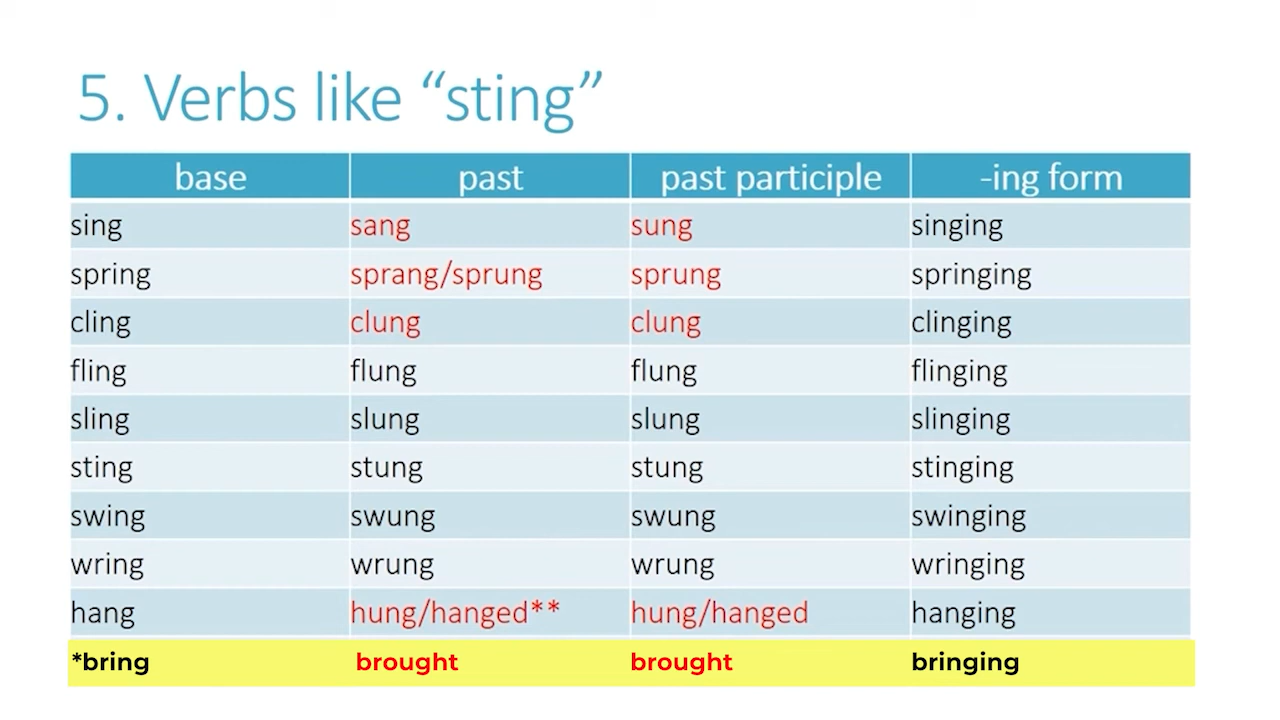 5. Verbs like “sting”
base past past participle -ing form
sing sang sung singing
spring sprang/sprung sprung springing
cling clung clung clinging
fling flung flung flinging
sling slung slung slinging
sting stung stung stinging
swing swung swung swinging
wring wrung wrung wringing
hang hung/hanged** hung/hanged hanging
*bring brought brought bringing